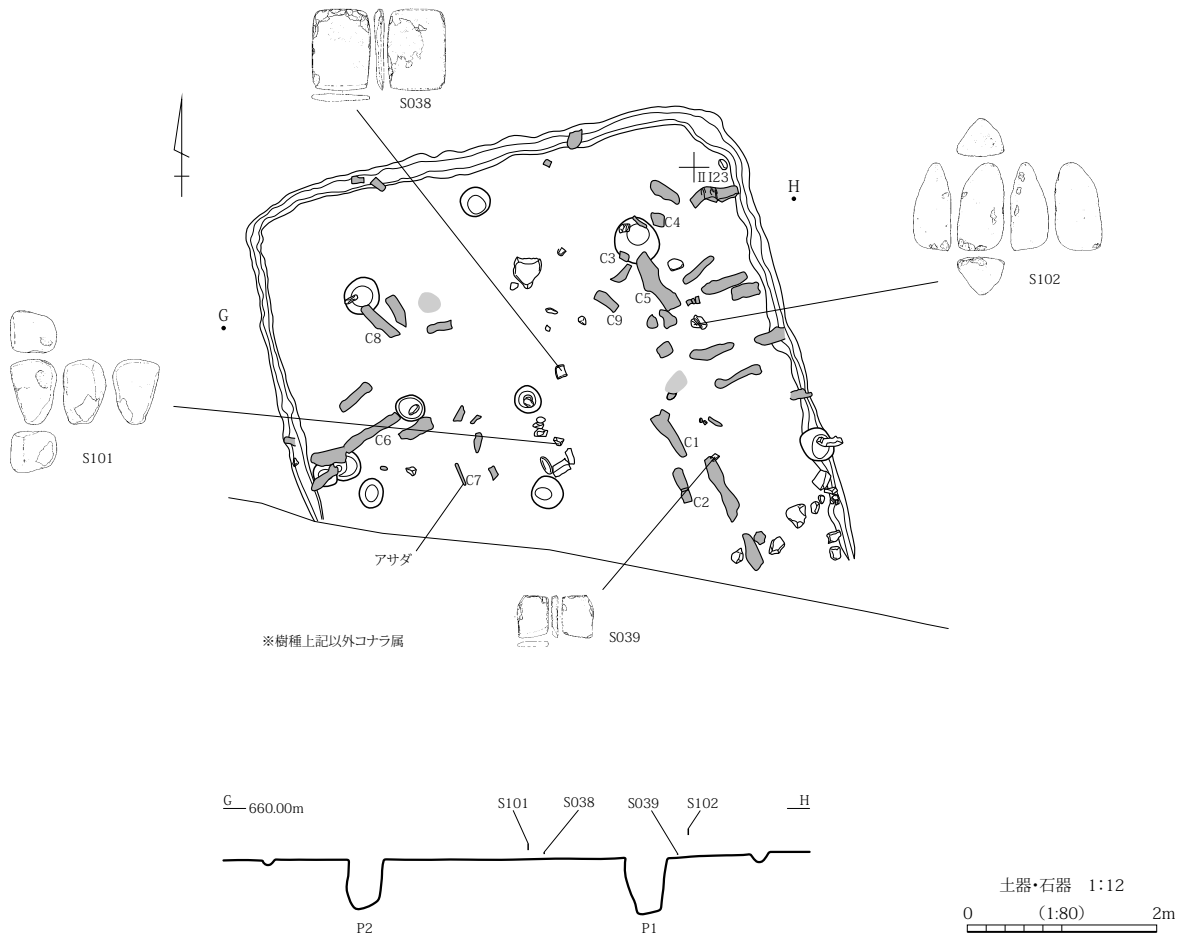 S038
ⅡI23
H
C4
C3
C5
S102
C9
G
C8
C6
S101
C1
C7
C2
アサダ
S039
※樹種上記以外コナラ属
G
660.00m
S101
S038
S039
S102
H
P2
P1
土器・石器 1：12
0 (1:80) 2m